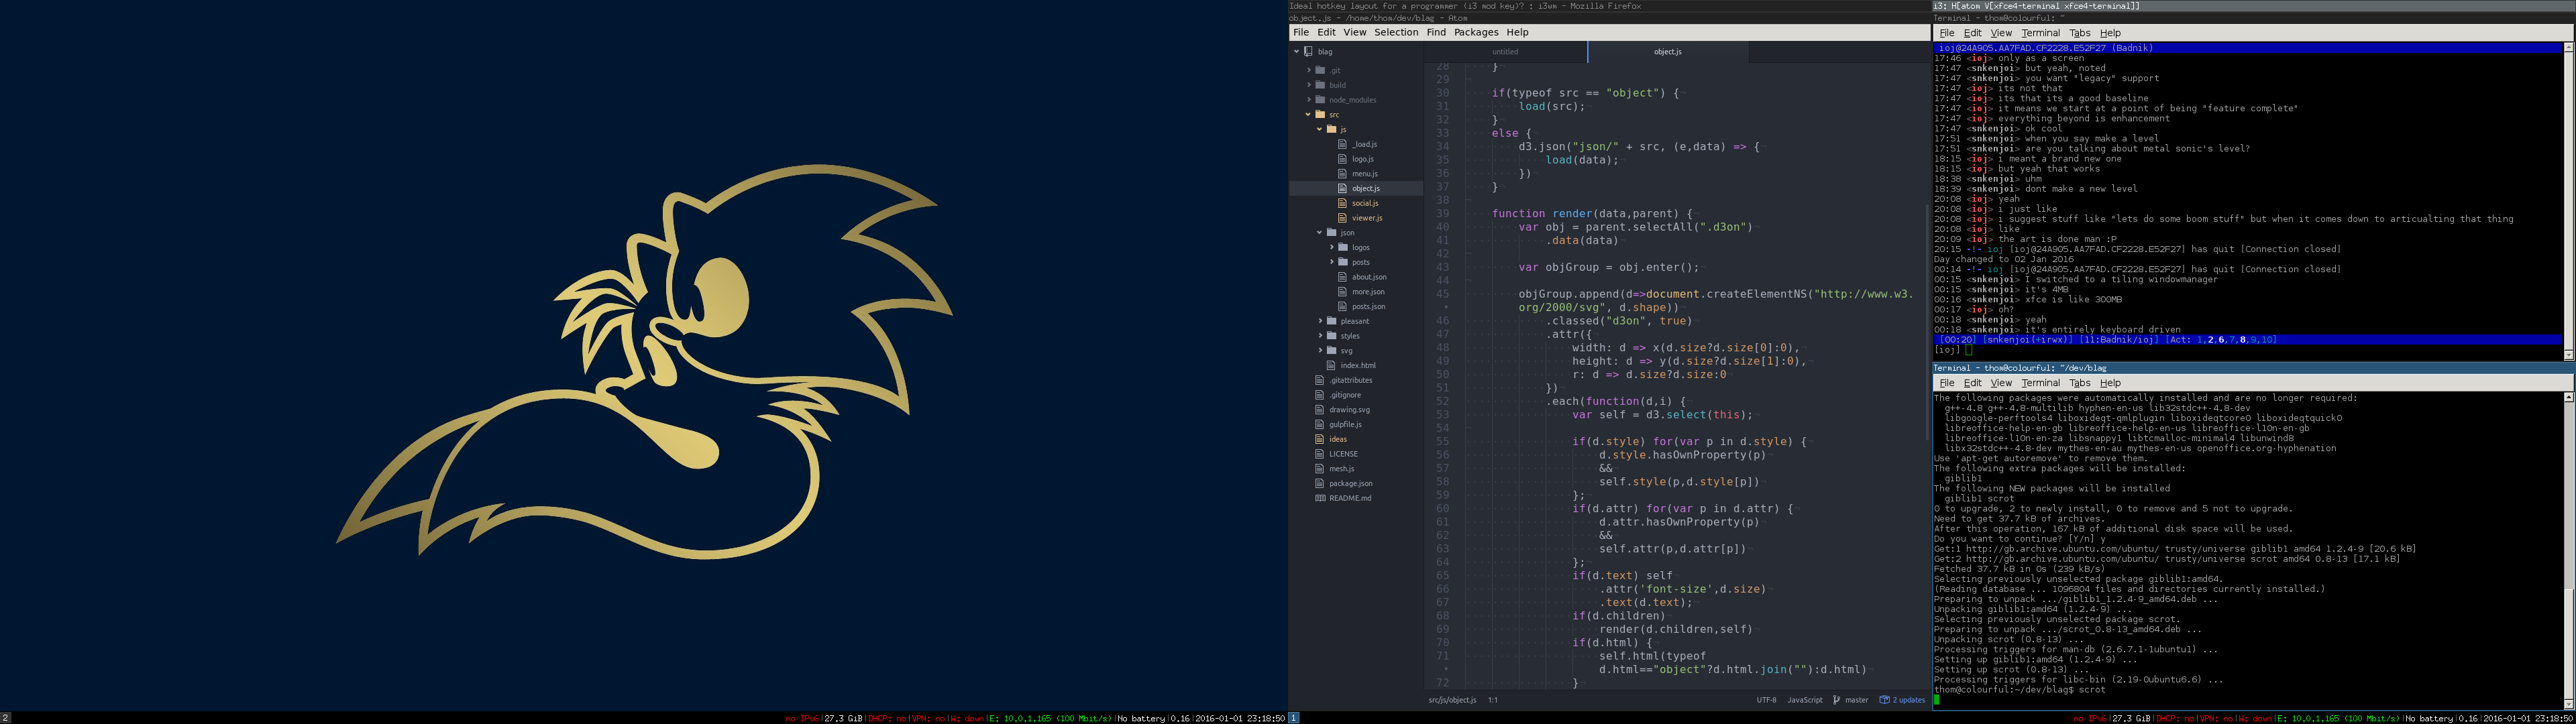 Ideal hotkey layout for a programmer (i3 mod key)? : i3wm - Mozilla Firefox
object.js - /home/thom/dev/blag - Atom
File Edit View Selection Find Packages Help
blag
.git
build
node_modules
src
js
_load.js
logo.js
menu.js
object.js
social.js
viewer.js
json
logos
posts
about.json
more.json
posts.json
pleasant
styles
svg
index.html
.gitattributes
.gitignore
drawing.svg
gulpfile.js
ideas
LICENSE
mesh.js
package.json
README.md
untitled
object.js
28 }
29
30 if(typeof src == "object") {
31 load(src);
32 }
33 else {
34 d3.json("json/" + src, (e,data) => {
35 load(data);
36 })
37 }
38
39 function render(data,parent) {
40 var obj = parent.selectAll(".d3on")
41 .data(data)
42
43 var objGroup = obj.enter();
44
45 objGroup.append(d=>document.createElementNS("http://www.w3.
• org/2000/svg", d.shape))
46 .classed("d3on", true)
47 .attr({
48 width: d => x(d.size?d.size[0]:0),
49 height: d => y(d.size?d.size[1]:0),
50 r: d => d.size?d.size:0
51 })
52 .each(function(d,i) {
53 var self = d3.select(this);
54
55 if(d.style) for(var p in d.style) {
56 d.style.hasOwnProperty(p)
57 &&
58 self.style(p,d.style[p])
59 };
60 if(d.attr) for(var p in d.attr) {
61 d.attr.hasOwnProperty(p)
62 &&
63 self.attr(p,d.attr[p])
64 };
65 if(d.text) self
66 .attr('font-size',d.size)
67 .text(d.text);
68 if(d.children)
69 render(d.children,self)
70 if(d.html) {
71 self.html(typeof
• d.html=="object"?d.html.join(""):d.html)
72 }
src/js/object.js 1:1 UTF-8 JavaScript master 2 updates
i3: H[atom V[xfce4-terminal xfce4-terminal]]
Terminal - thom@colourful: ~
File Edit View Terminal Tabs Help
ioj@24A905.AA7FAD.CF2228.E52F27 (Badnik)
17:46 <ioj> only as a screen
17:47 <snkenjoi> but yeah, noted
17:47 <snkenjoi> you want "legacy" support
17:47 <ioj> its not that
17:47 <ioj> its that its a good baseline
17:47 <ioj> it means we start at a point of being "feature complete"
17:47 <ioj> everything beyond is enhancement
17:47 <snkenjoi> ok cool
17:51 <snkenjoi> when you say make a level
17:51 <snkenjoi> are you talking about metal sonic's level?
18:15 <ioj> i meant a brand new one
18:15 <ioj> but yeah that works
18:38 <snkenjoi> uhm
18:39 <snkenjoi> dont make a new level
20:08 <ioj> yeah
20:08 <ioj> i just like
20:08 <ioj> i suggest stuff like "lets do some boom stuff" but when it comes down to articualting that thing
20:08 <ioj> like
20:09 <ioj> the art is done man :P
20:15 -!- ioj [ioj@24A905.AA7FAD.CF2228.E52F27] has quit [Connection closed]
Day changed to 02 Jan 2016
00:14 -!- ioj [ioj@24A905.AA7FAD.CF2228.E52F27] has quit [Connection closed]
00:15 <snkenjoi> I switched to a tiling windowmanager
00:15 <snkenjoi> it's 4MB
00:16 <snkenjoi> xfce is like 300MB
00:17 <ioj> oh?
00:18 <snkenjoi> yeah
00:18 <snkenjoi> it's entirely keyboard driven
[00:20] [snkenjoi(+irwx)] [11:Badnik/ioj] [Act: 1,2,6,7,8,9,10]
[ioj]
Terminal - thom@colourful: ~/dev/blag
File Edit View Terminal Tabs Help
The following packages were automatically installed and are no longer required:
g++-4.8 g++-4.8-multilib hyphen-en-us lib32stdc++-4.8-dev
libgoogle-perftools4 liboxideqt-qmlplugin liboxideqtcore0 liboxideqtquick0
libreoffice-help-en-gb libreoffice-help-en-us libreoffice-l10n-en-gb
libreoffice-l10n-en-za libsnappy1 libtcmalloc-minimal4 libunwind8
libx32stdc++-4.8-dev mythes-en-au mythes-en-us openoffice.org-hyphenation
Use 'apt-get autoremove' to remove them.
The following extra packages will be installed:
giblib1
The following NEW packages will be installed
giblib1 scrot
0 to upgrade, 2 to newly install, 0 to remove and 5 not to upgrade.
Need to get 37.7 kB of archives.
After this operation, 167 kB of additional disk space will be used.
Do you want to continue? [Y/n] y
Get:1 http://gb.archive.ubuntu.com/ubuntu/ trusty/universe giblib1 amd64 1.2.4-9 [20.6 kB]
Get:2 http://gb.archive.ubuntu.com/ubuntu/ trusty/universe scrot amd64 0.8-13 [17.1 kB]
Fetched 37.7 kB in 0s (239 kB/s)
Selecting previously unselected package giblib1:amd64.
(Reading database ... 1096804 files and directories currently installed.)
Preparing to unpack .../giblib1_1.2.4-9_amd64.deb ...
Unpacking giblib1:amd64 (1.2.4-9) ...
Selecting previously unselected package scrot.
Preparing to unpack .../scrot_0.8-13_amd64.deb ...
Unpacking scrot (0.8-13) ...
Processing triggers for man-db (2.6.7.1-1ubuntu1) ...
Setting up giblib1:amd64 (1.2.4-9) ...
Setting up scrot (0.8-13) ...
Processing triggers for libc-bin (2.19-0ubuntu6.6) ...
thom@colourful:~/dev/blag$ scrot
2 no IPv6|27.3 GiB|DHCP: no|VPN: no|W: down|E: 10.0.1.165 (100 Mbit/s)|No battery|0.16|2016-01-01 23:18:50
1 no IPv6|27.3 GiB|DHCP: no|VPN: no|W: down|E: 10.0.1.165 (100 Mbit/s)|No battery|0.16|2016-01-01 23:18:50